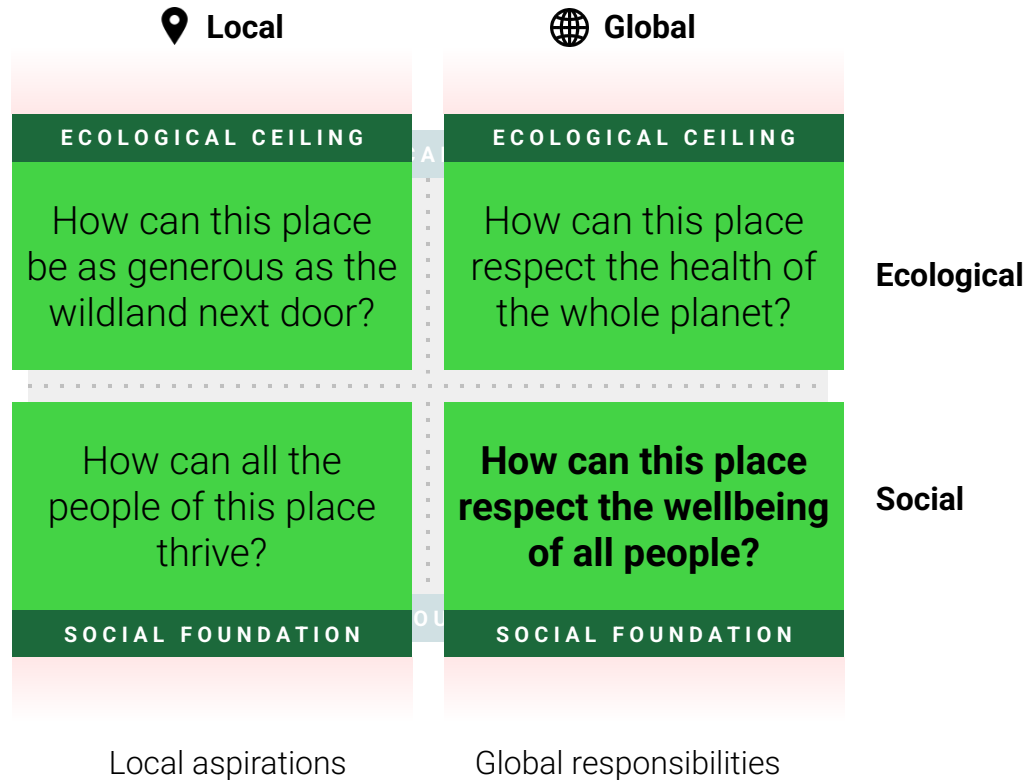 Local
Global
ECOLOGICAL CEILING
ECOLOGICAL CEILING
How can this place
be as generous as the
wildland next door?
How can this place
respect the health of
the whole planet?
Ecological
How can all the
people of this place
thrive?
How can this place
respect the wellbeing
of all people?
Social
SOCIAL FOUNDATION
SOCIAL FOUNDATION
Local aspirations
Global responsibilities